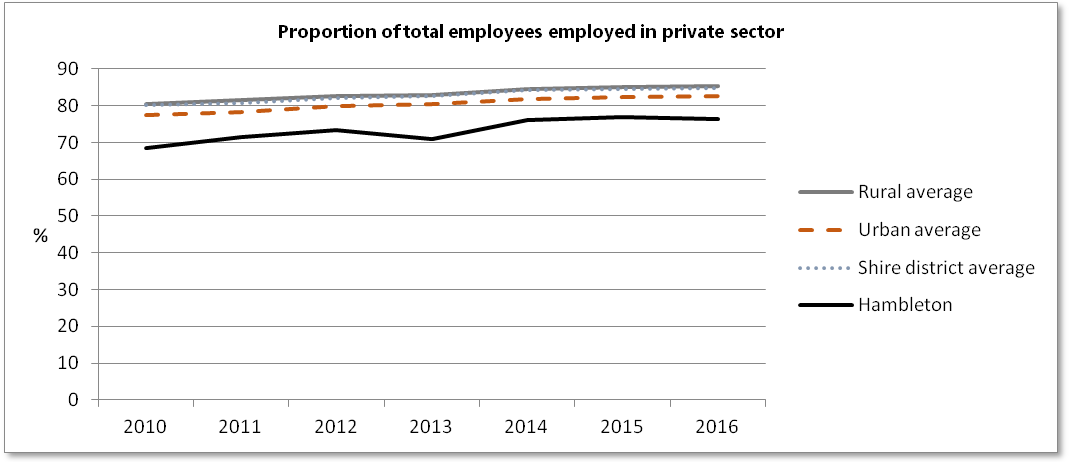 Proportion of total employees employed in private sector
90
80
70
60
50
40
30
20
10
0
%
2010 2011 2012 2013 2014 2015 2016
Rural average
Urban average
Shire district average
Hambleton